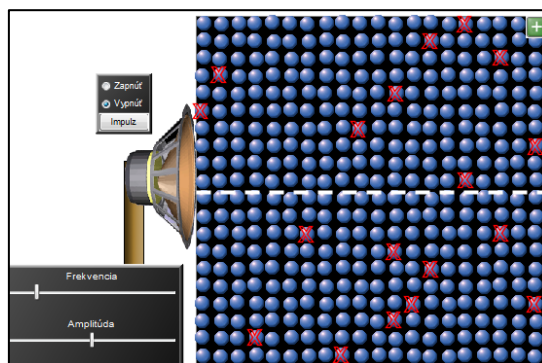 Zapnúť
Vypnúť
Impulz
Frekvencia
Amplitúda